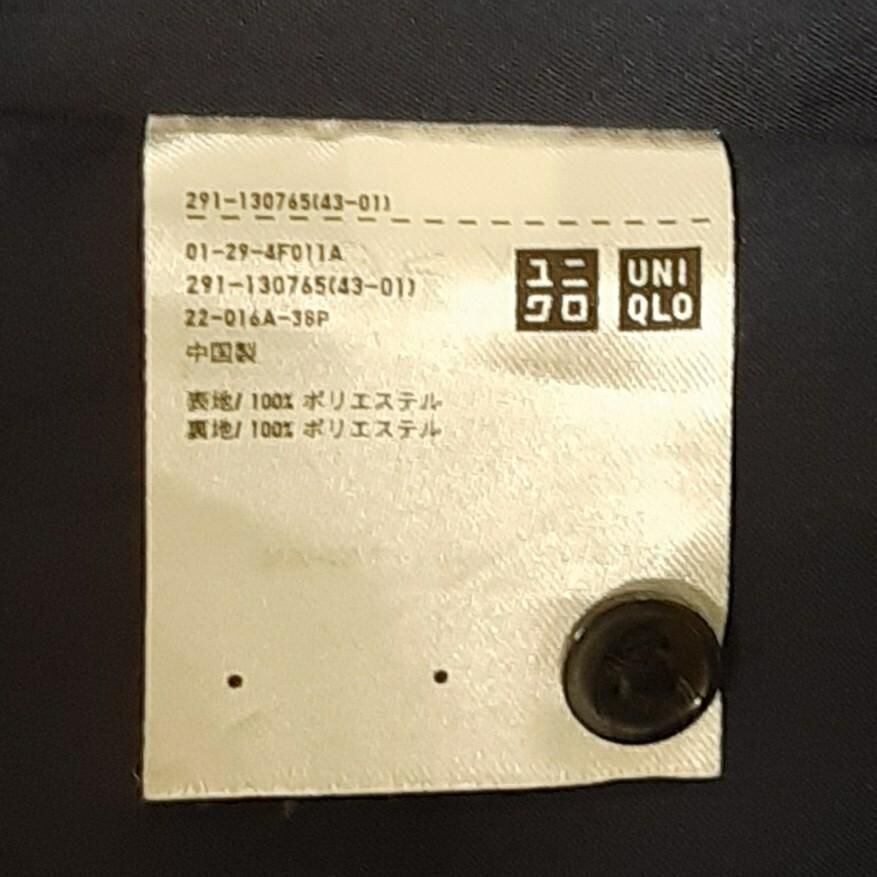 291-130765(43-01)
01-29-4F011A
291-130765(43-01)
22-016A-38P
中国製
ユニ
クロ
UNI
QLO
表地/ 100% ポリエステル
裏地/ 100% ポリエステル